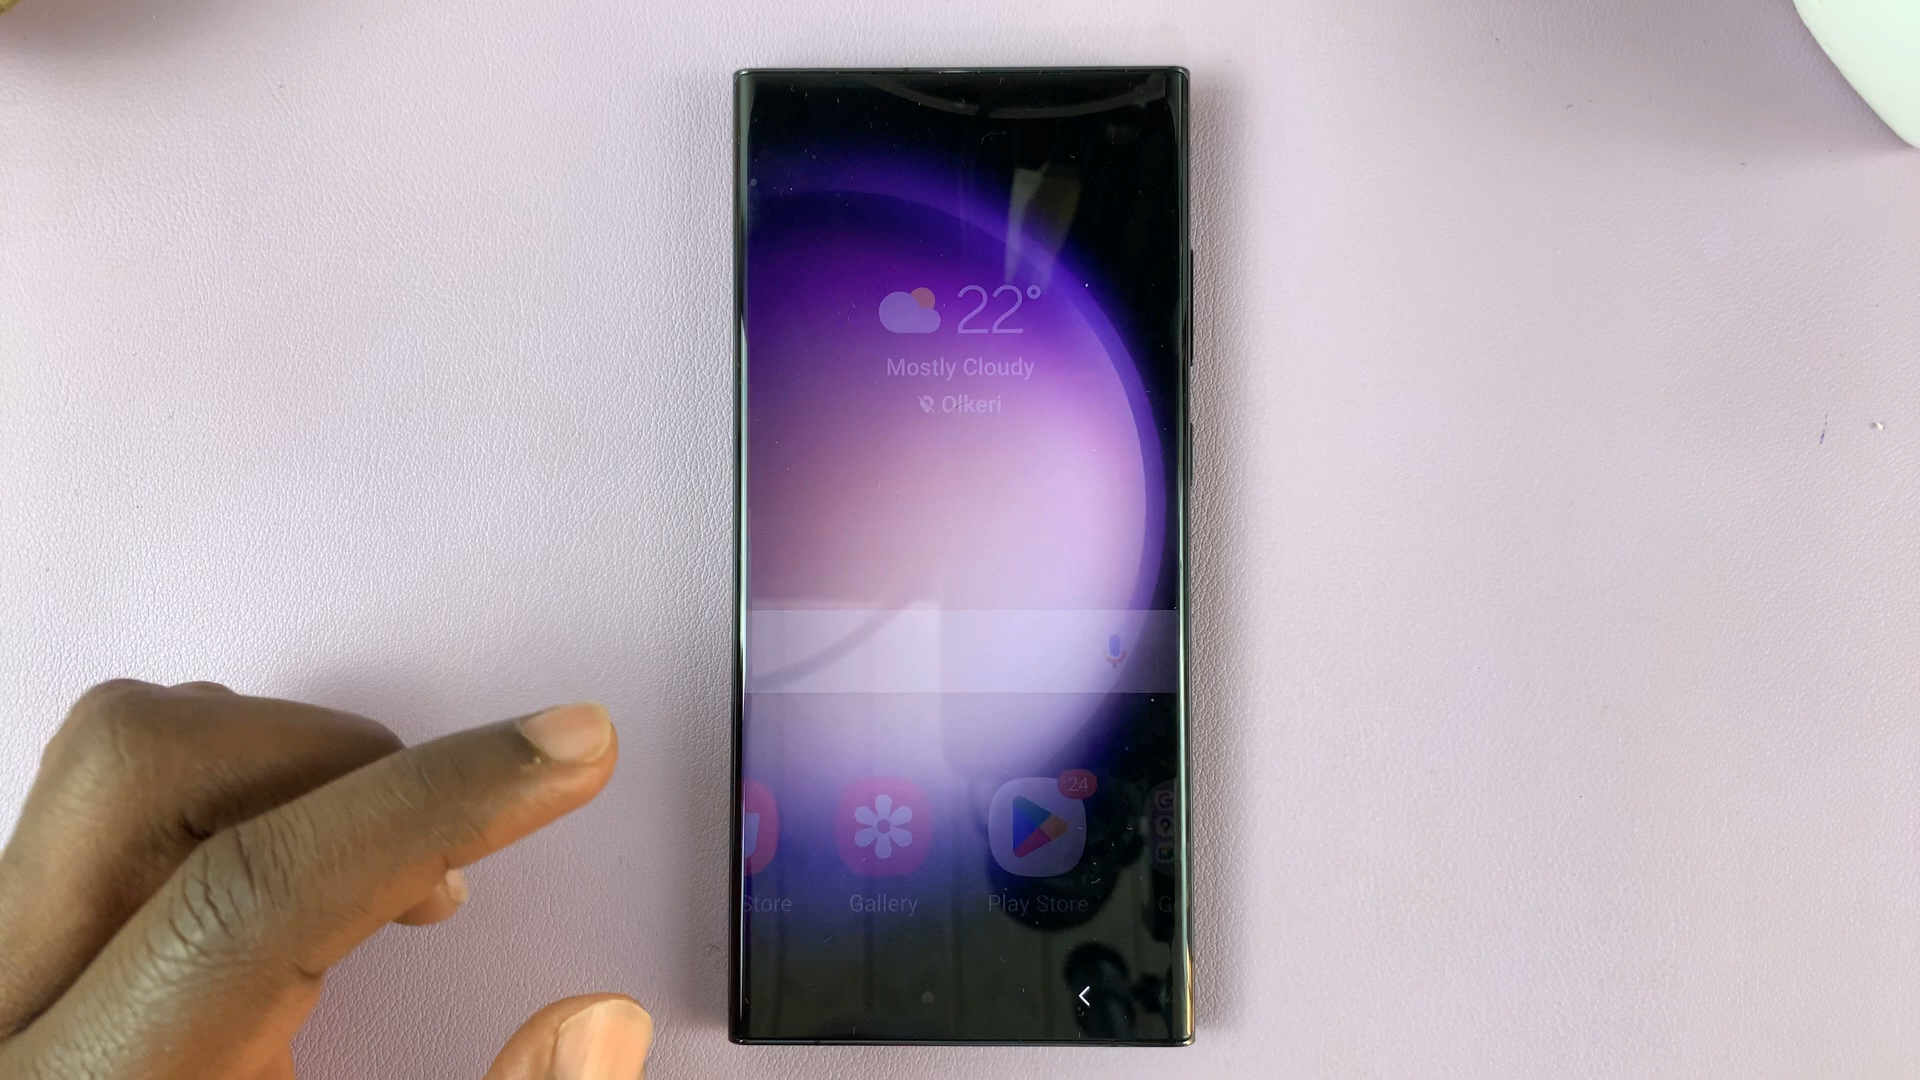 22°
Mostly Cloudy
Olkeri
24
Store
Gallery
Play Store
G